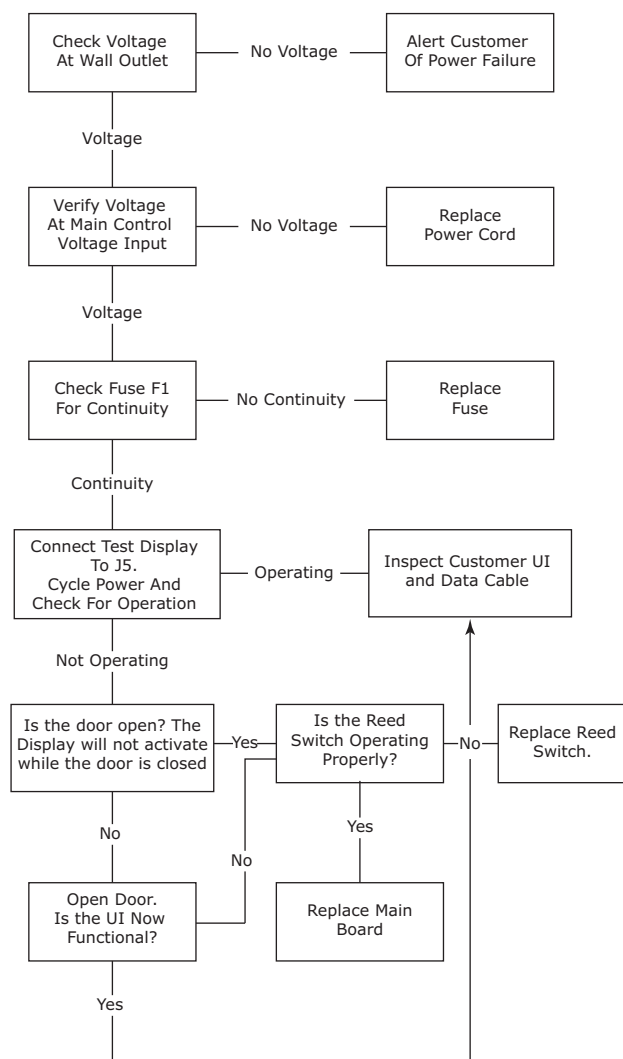 Check Voltage
At Wall Outlet
No Voltage
Alert Customer
Of Power Failure
Voltage
Verify Voltage
At Main Control
Voltage Input
No Voltage
Replace
Power Cord
Voltage
Check Fuse F1
For Continuity
No Continuity
Replace
Fuse
Continuity
Connect Test Display
To J5.
Cycle Power And
Check For Operation
Operating
Inspect Customer UI
and Data Cable
Not Operating
Is the door open? The
Display will not activate
while the door is closed
Yes
Is the Reed
Switch Operating
Properly?
No
Replace Reed
Switch.
No
No
Yes
Open Door.
Is the UI Now
Functional?
Replace Main
Board
Yes